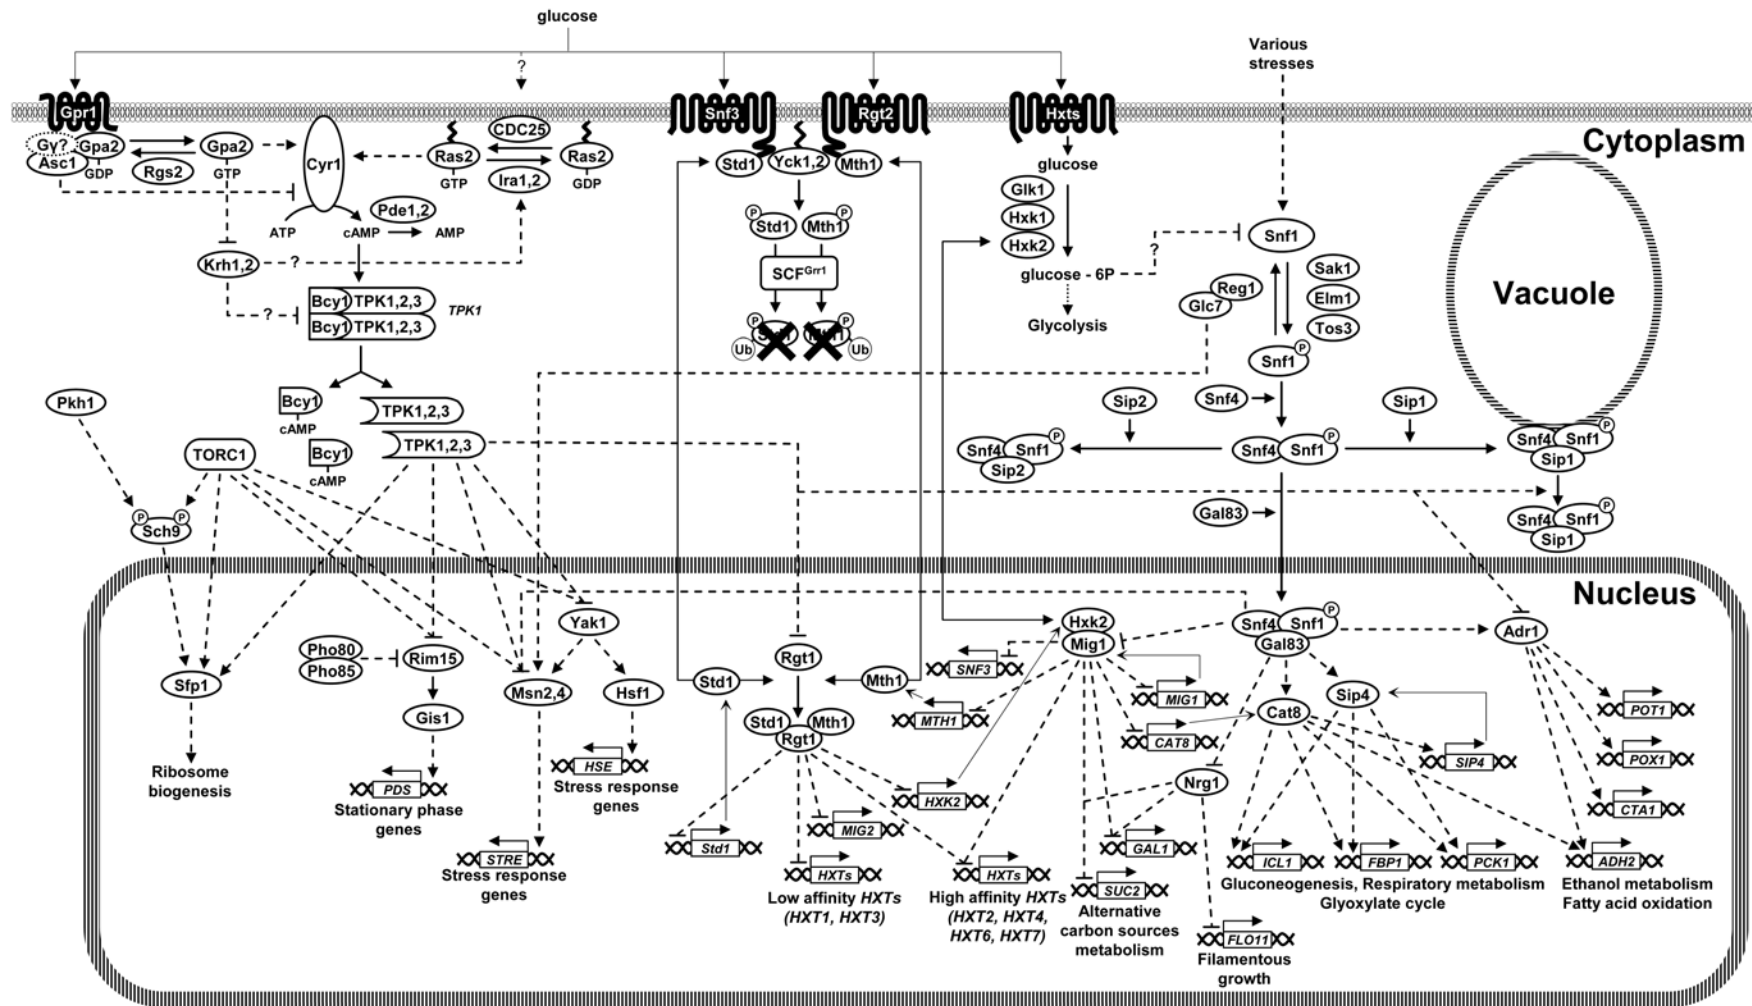 glucose
?
Various
stresses
Gpr1
Snf3
Rgt2
Hxts
Cytoplasm
Gγ?
Gpa2
Asc1
GDP
Rgs2
Gpa2
GTP
Cyr1
Ras2
GTP
CDC25
Ira1,2
Ras2
GDP
Std1
Yck1,2
Mth1
glucose
Glk1
Hxk1
Hxk2
ATP
cAMP
Pde1,2
AMP
P
Std1
P
Mth1
Snf1
Krh1,2
?
SCFGrr1
glucose - 6P
?
Sak1
Elm1
Tos3
Reg1
Glc7
Vacuole
Bcy1
TPK1,2,3
Bcy1
TPK1,2,3
TPK1
?
P
P
Ub
Ub
Glycolysis
Snf1
P
Pkh1
Bcy1
cAMP
TPK1,2,3
TPK1,2,3
Bcy1
cAMP
Sip2
Snf4
Sip1
TORC1
Snf4
Snf1
P
Sip2
Snf4
Snf1
P
Snf4
Snf1
P
Sip1
P
P
Sch9
Gal83
Snf4
Snf1
P
Sip1
Nucleus
Yak1
Hxk2
Mig1
Snf4
Snf1
P
Gal83
Adr1
Pho80
Pho85
Rim15
Rgt1
SNF3
Sfp1
Msn2,4
Hsf1
Std1
Mth1
MIG1
Sip4
Gis1
Std1
Mth1
Rgt1
MTH1
CAT8
Cat8
POT1
SIP4
POX1
Ribosome
biogenesis
HSE
Stress response
genes
PDS
Stationary phase
genes
HXK2
Nrg1
CTA1
MIG2
Std1
GAL1
STRE
Stress response
genes
HXTs
Low affinity HXTs
(HXT1, HXT3)
HXTs
High affinity HXTs
(HXT2, HXT4,
HXT6, HXT7)
SUC2
Alternative
carbon sources
metabolism
ICL1
FBP1
PCK1
Gluconeogenesis, Respiratory metabolism
Glyoxylate cycle
ADH2
Ethanol metabolism
Fatty acid oxidation
FLO11
Filamentous
growth